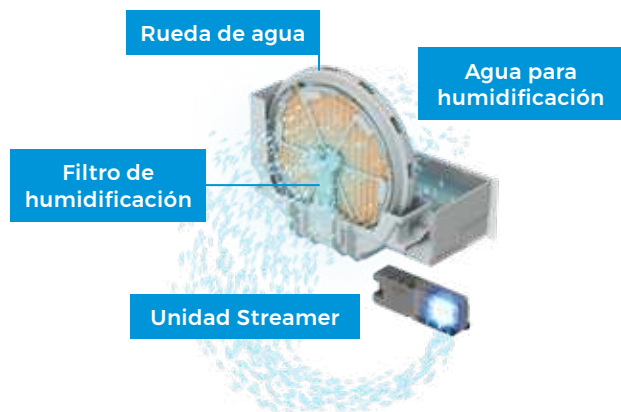 Rueda de agua
Agua para
humidificación
Filtro de
humidificación
Unidad Streamer